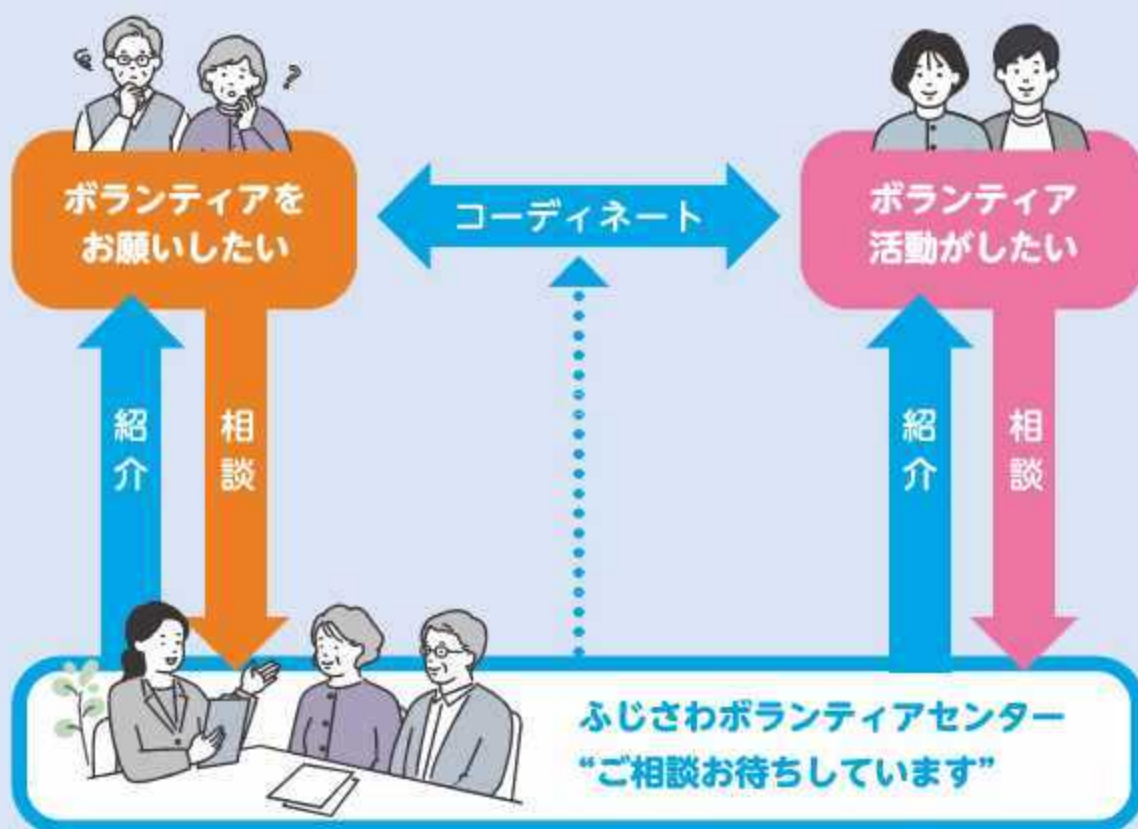 ボランティアを
お願いしたい
コーディネート
ボランティア
活動がしたい
紹介
相談
紹介
相談
ふじさわボランティアセンター
“ご相談お待ちしています”